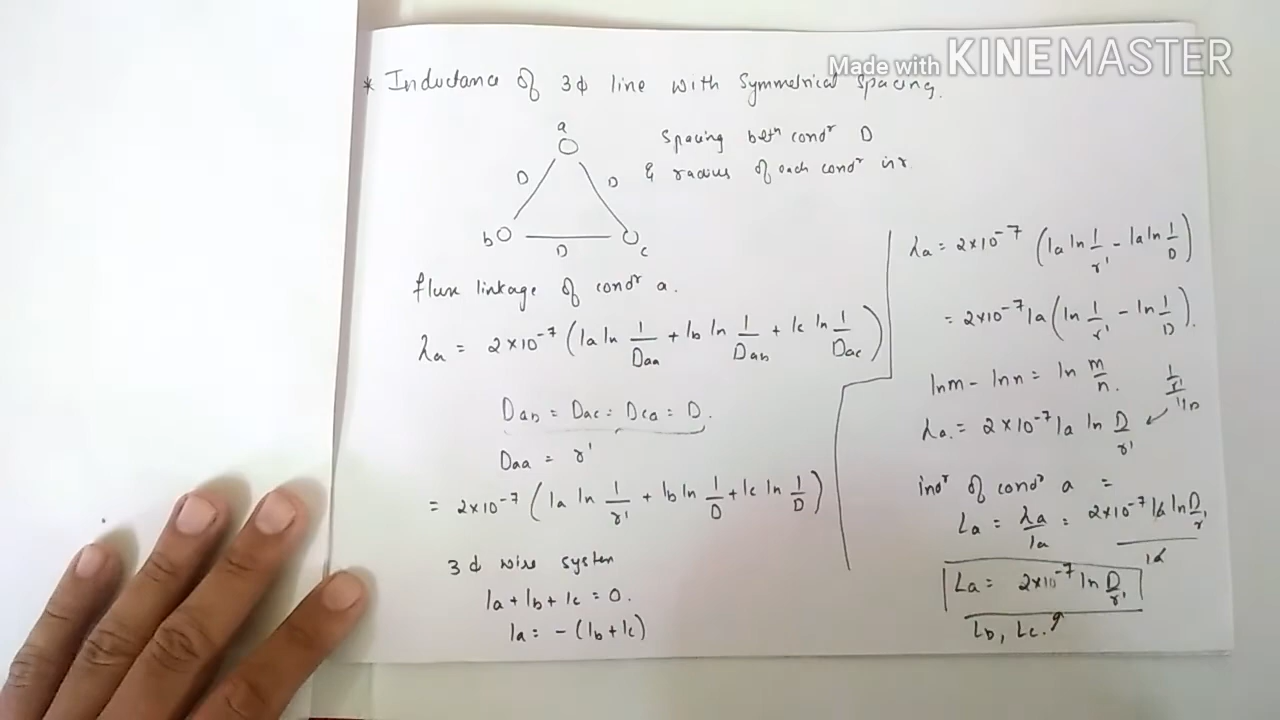 Made with KINEMASTER
* Inductance of 3ϕ line with Symmetrical Spacing.
a
D D
b c
D
Spacing betⁿ condʳ D
& radius of each condʳ is r
flux linkage of condʳ a.
λa = 2×10⁻⁷ (Ia ln 1/Daa + Ib ln 1/Dab + Ic ln 1/Dac)
Dab = Dac = Dca = D.
Daa = r'
= 2×10⁻⁷ (Ia ln 1/r' + Ib ln 1/D + Ic ln 1/D)
3ϕ wire system
Ia + Ib + Ic = 0.
Ia = - (Ib + Ic)
λa = 2×10⁻⁷ (Ia ln 1/r' - Ia ln 1/D)
= 2×10⁻⁷ Ia (ln 1/r' - ln 1/D).
ln m - ln n = ln m/n.
1/r' / 1/D
λa = 2×10⁻⁷ Ia ln D/r'
indʳ of condʳ a =
La = λa/Ia = 2×10⁻⁷ Ia ln D/r' / Ia
La = 2×10⁻⁷ ln D/r'
Lb, Lc.